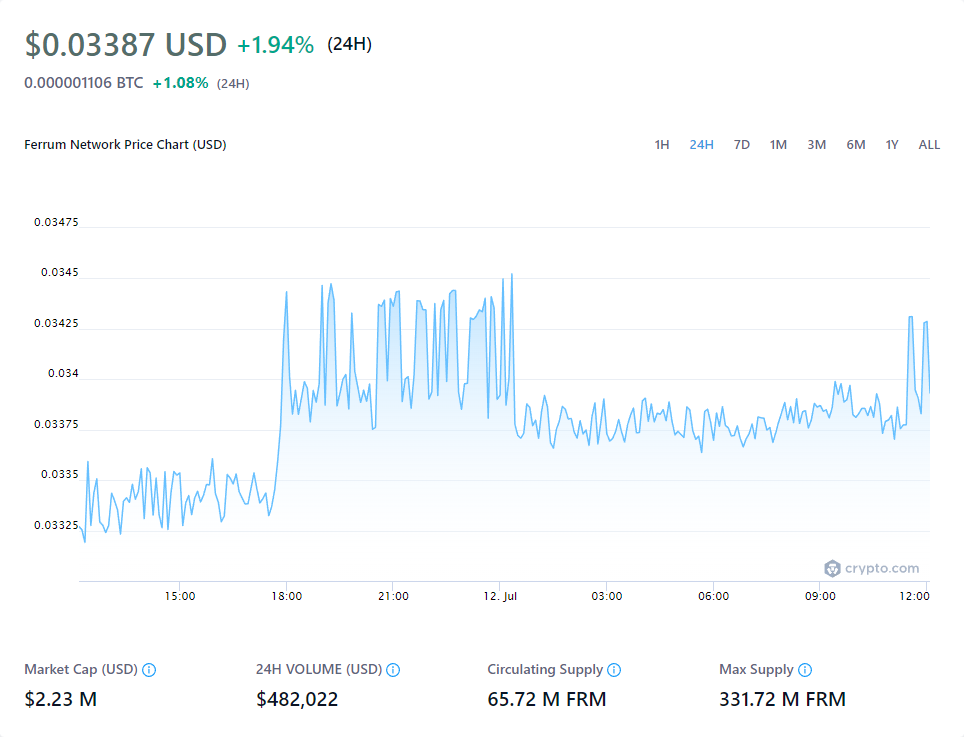 $0.03387 USD +1.94% (24H)
0.000001106 BTC +1.08% (24H)
Ferrum Network Price Chart (USD)
1H 24H 7D 1M 3M 6M 1Y ALL
0.03475
0.0345
0.03425
0.034
0.03375
0.0335
0.03325
crypto.com
15:00 18:00 21:00 12. Jul 03:00 06:00 09:00 12:00
Market Cap (USD) 24H VOLUME (USD) Circulating Supply Max Supply
$2.23 M $482,022 65.72 M FRM 331.72 M FRM